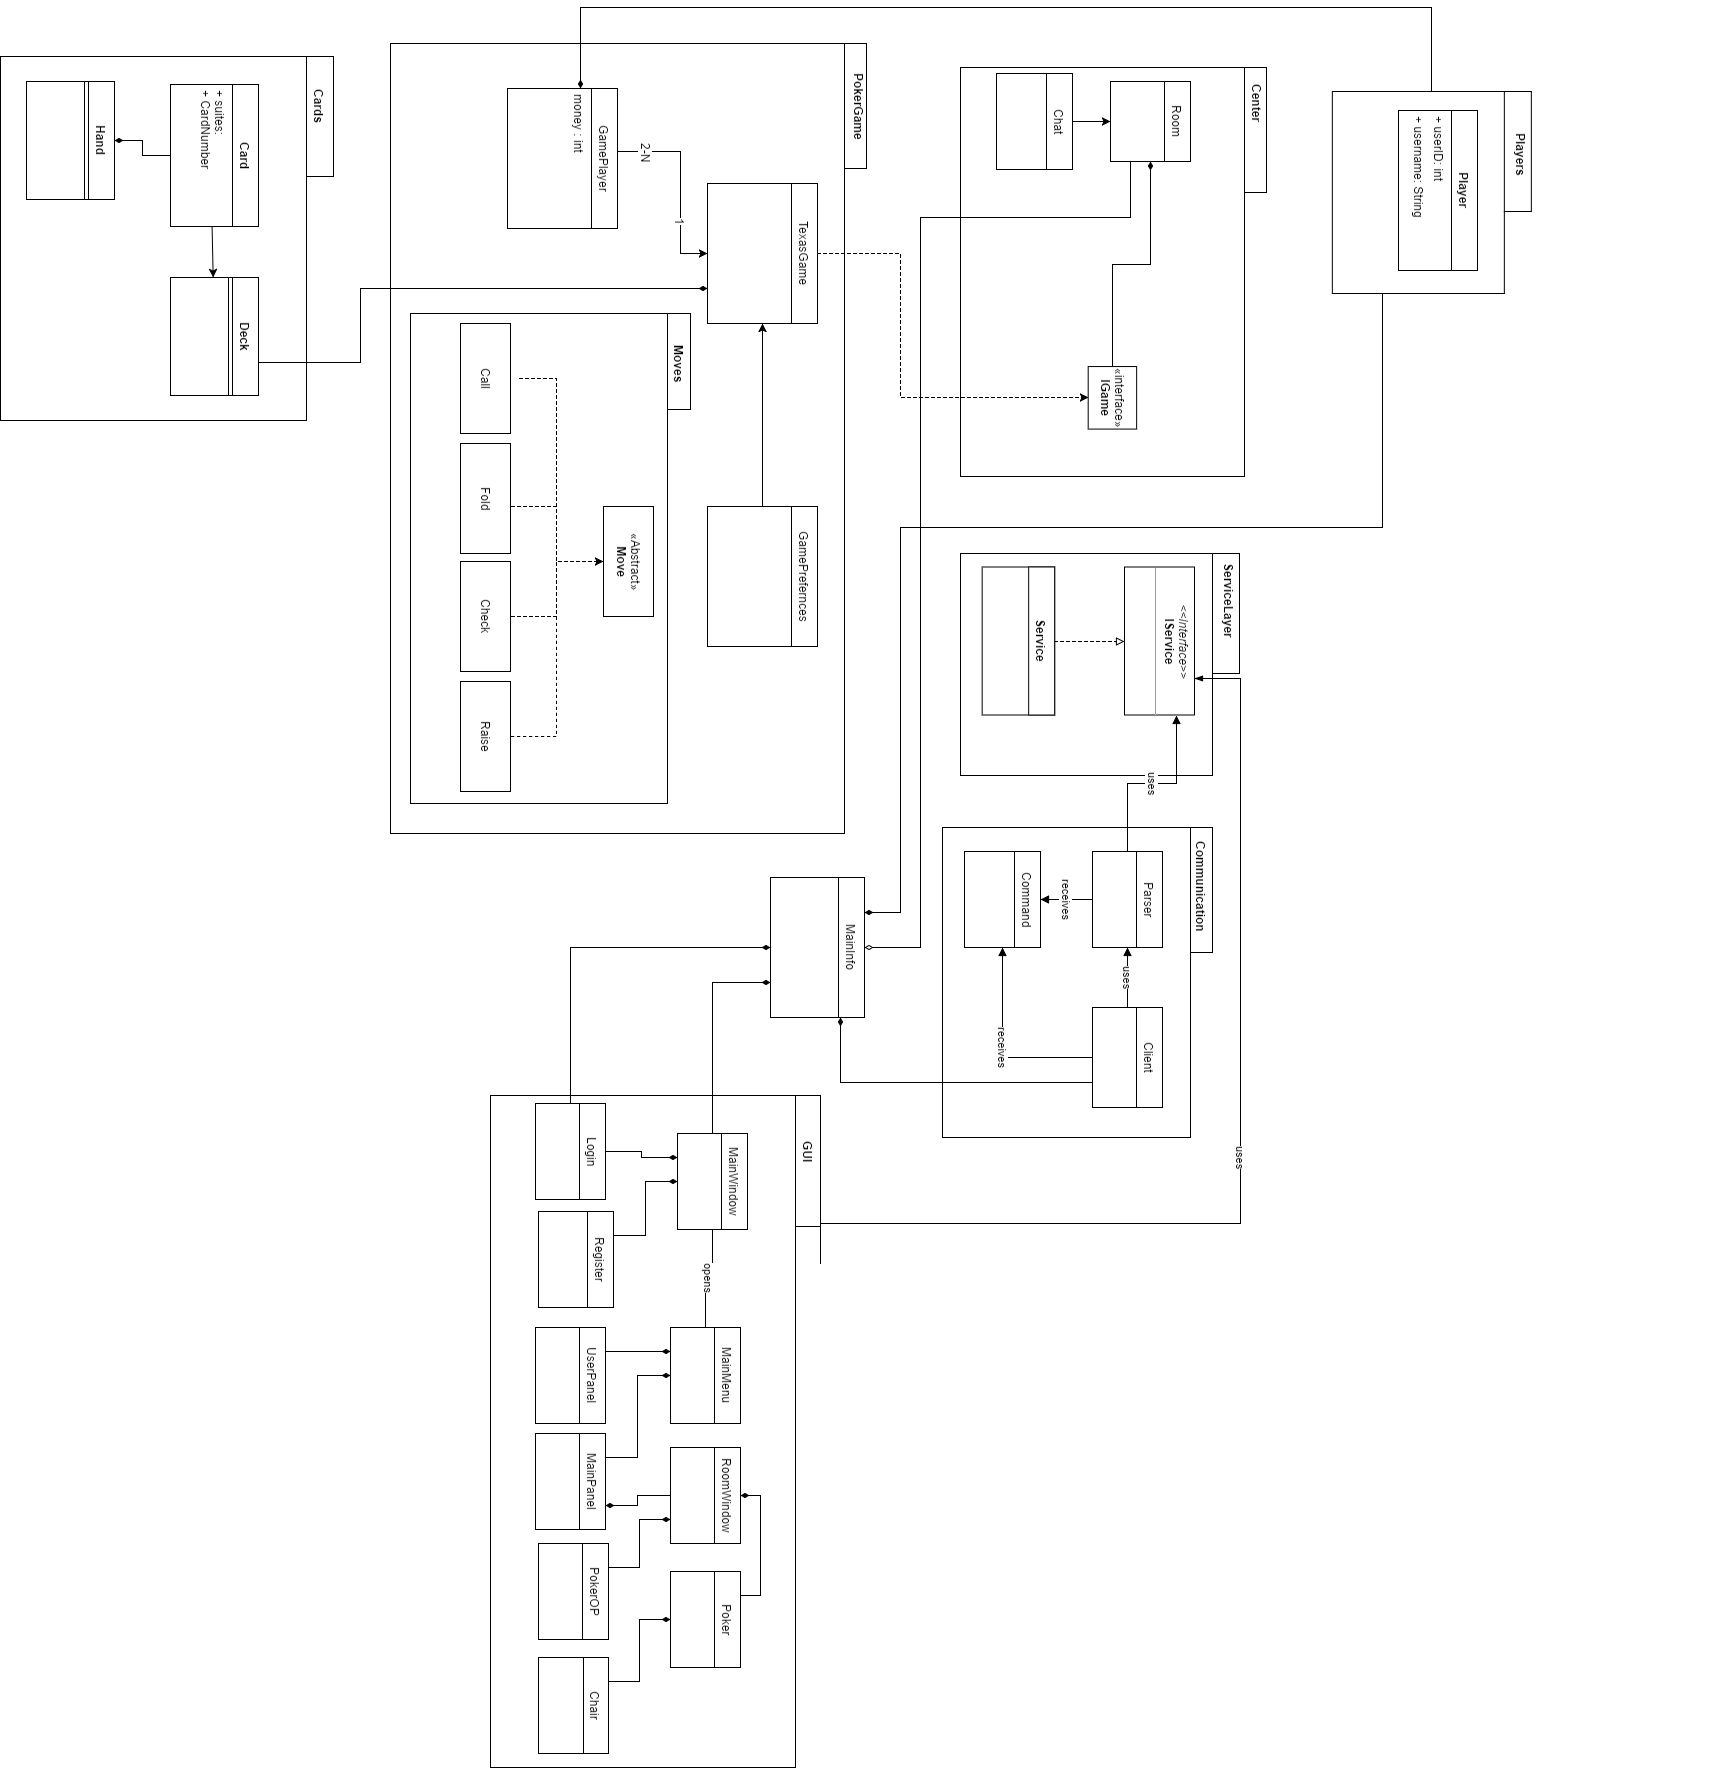 Players
Player
+ userID: int
+ username: String
Center
Room
Chat
«interface»
IGame
ServiceLayer
<<Interface>>
IService
Service
uses
Communication
Parser
receives
Command
uses
Client
receives
uses
PokerGame
GamePlayer
money : int
2-N
1
TexasGame
GamePrefernces
Moves
«Abstract»
Move
Call
Fold
Check
Raise
Cards
Card
+ suites:
+ CardNumber
Hand
Deck
MainInfo
GUI
MainWindow
Login
Register
opens
MainMenu
UserPanel
MainPanel
RoomWindow
PokerOP
Poker
Chair